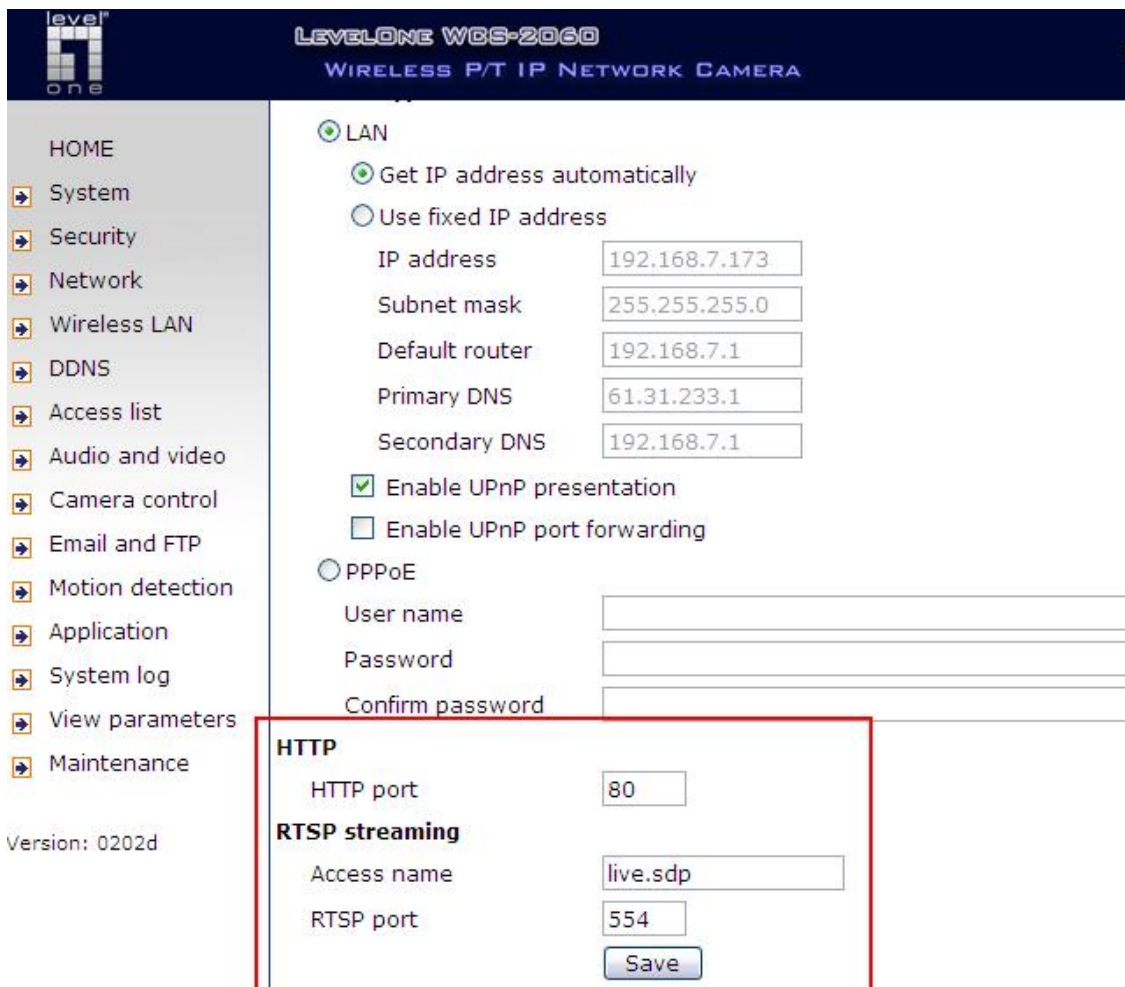 level
one
LevelOne WCS-2060
Wireless P/T IP Network Camera
HOME
System
Security
Network
Wireless LAN
DDNS
Access list
Audio and video
Camera control
Email and FTP
Motion detection
Application
System log
View parameters
Maintenance
Version: 0202d
LAN
Get IP address automatically
Use fixed IP address
IP address 192.168.7.173
Subnet mask 255.255.255.0
Default router 192.168.7.1
Primary DNS 61.31.233.1
Secondary DNS 192.168.7.1
Enable UPnP presentation
Enable UPnP port forwarding
PPPoE
User name
Password
Confirm password
HTTP
HTTP port 80
RTSP streaming
Access name live.sdp
RTSP port 554
Save